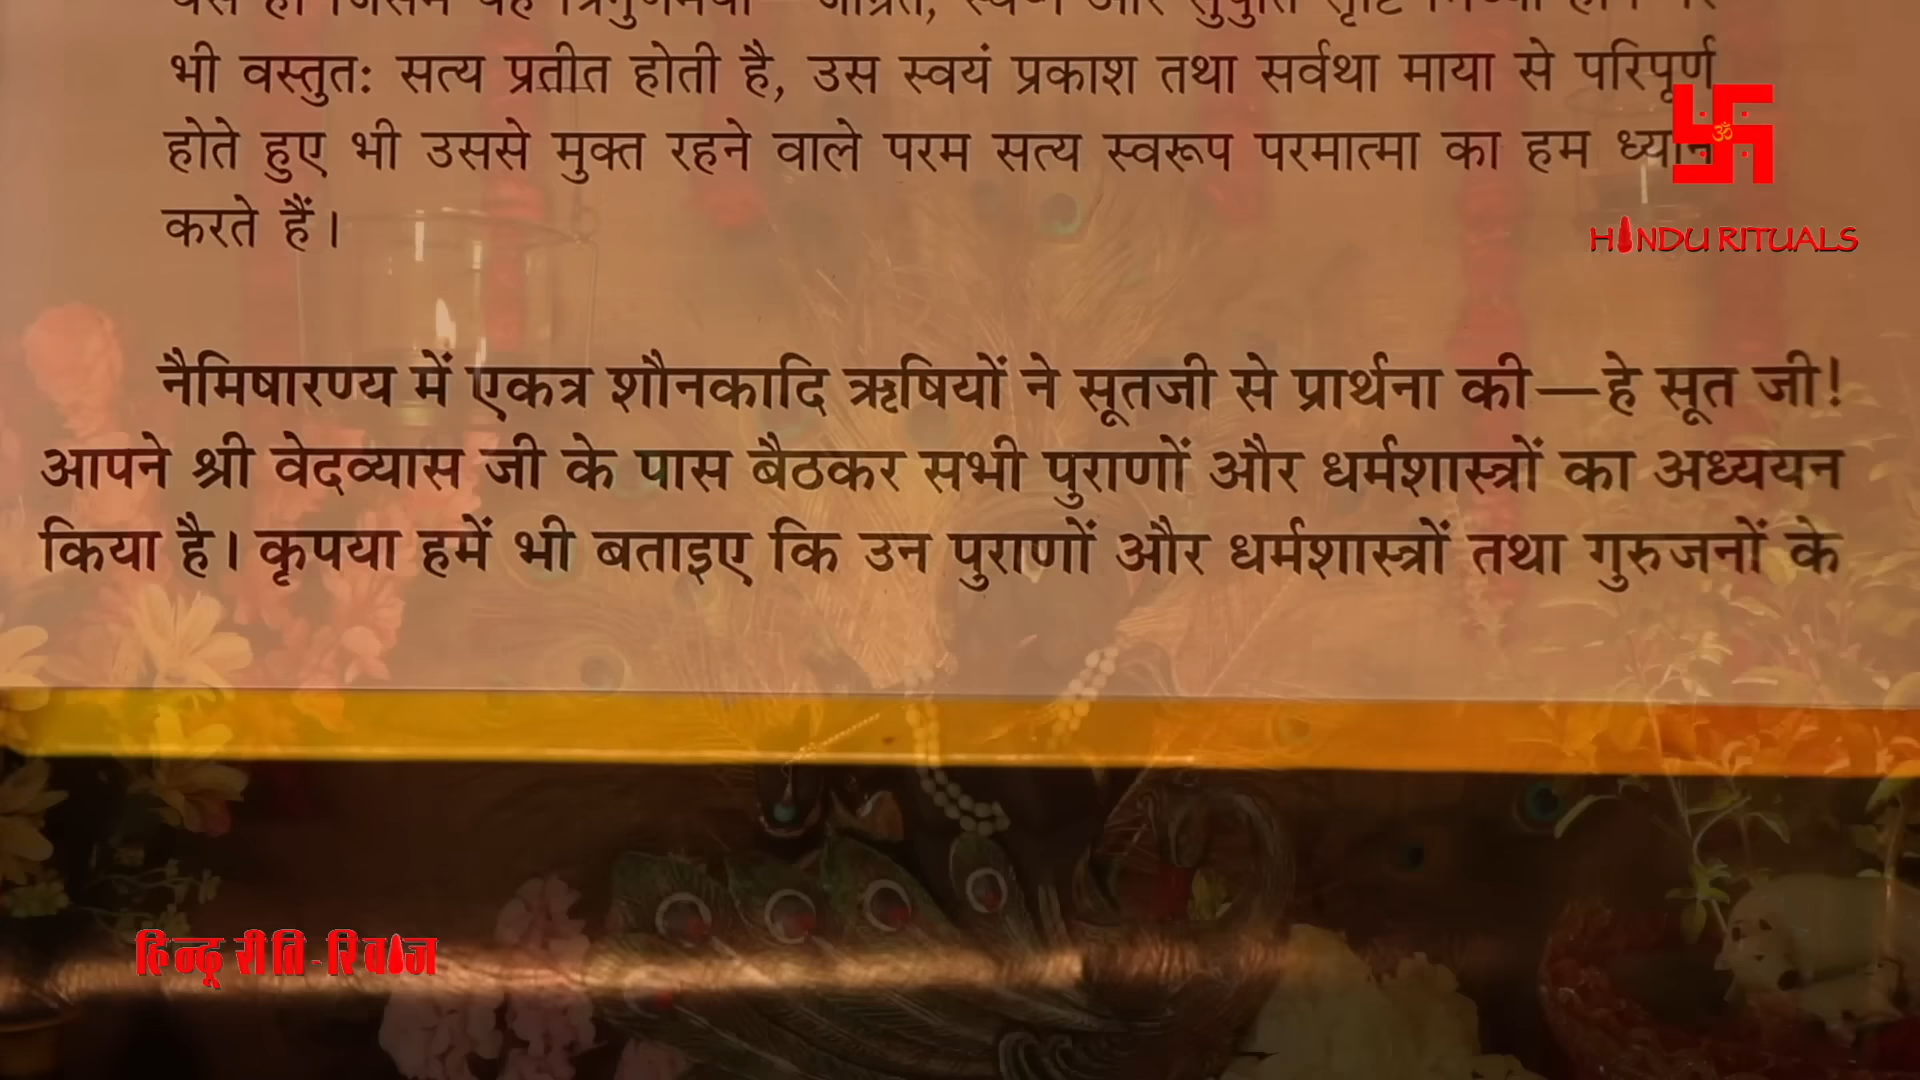 भी वस्तुतः सत्य प्रतीत होती है, उस स्वयं प्रकाश तथा सर्वथा माया से परिपूर्ण
होते हुए भी उससे मुक्त रहने वाले परम सत्य स्वरूप परमात्मा का हम ध्यान
करते हैं।
HINDU RITUALS
नैमिषारण्य में एकत्र शौनकादि ऋषियों ने सूतजी से प्रार्थना की—हे सूत जी!
आपने श्री वेदव्यास जी के पास बैठकर सभी पुराणों और धर्मशास्त्रों का अध्ययन
किया है। कृपया हमें भी बताइए कि उन पुराणों और धर्मशास्त्रों तथा गुरुजनों के
हिन्दू रीति-रिवाज